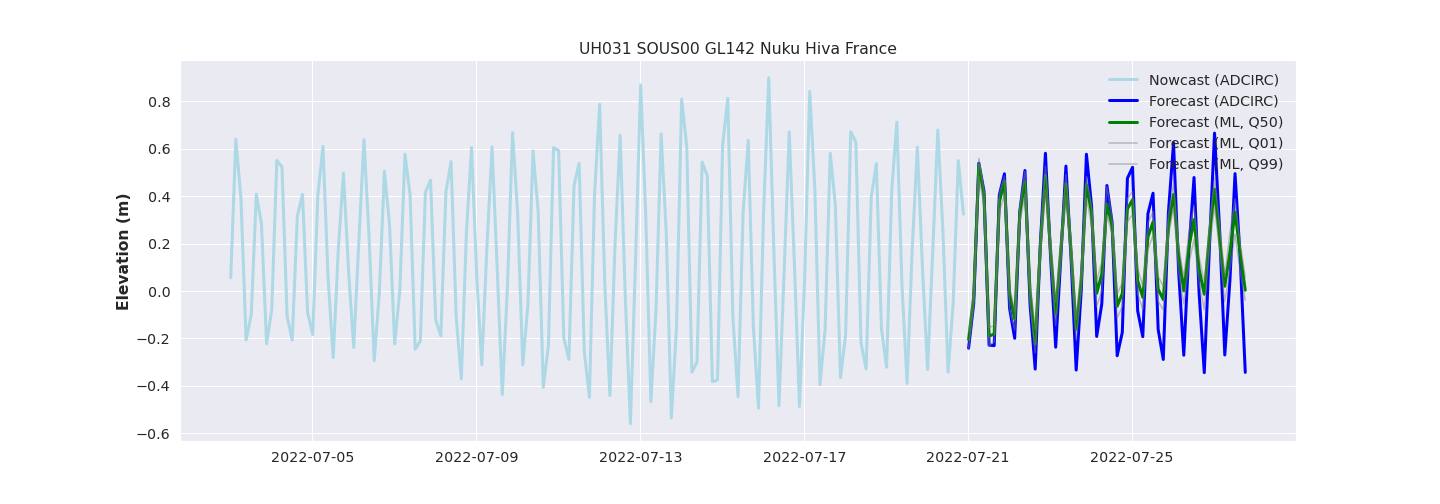 UH031 SOUS00 GL142 Nuku Hiva France
Nowcast (ADCIRC)
Forecast (ADCIRC)
Forecast (ML, Q50)
Forecast (ML, Q01)
Forecast (ML, Q99)
Elevation (m)
0.8
0.6
0.4
0.2
0.0
−0.2
−0.4
−0.6
2022-07-05
2022-07-09
2022-07-13
2022-07-17
2022-07-21
2022-07-25